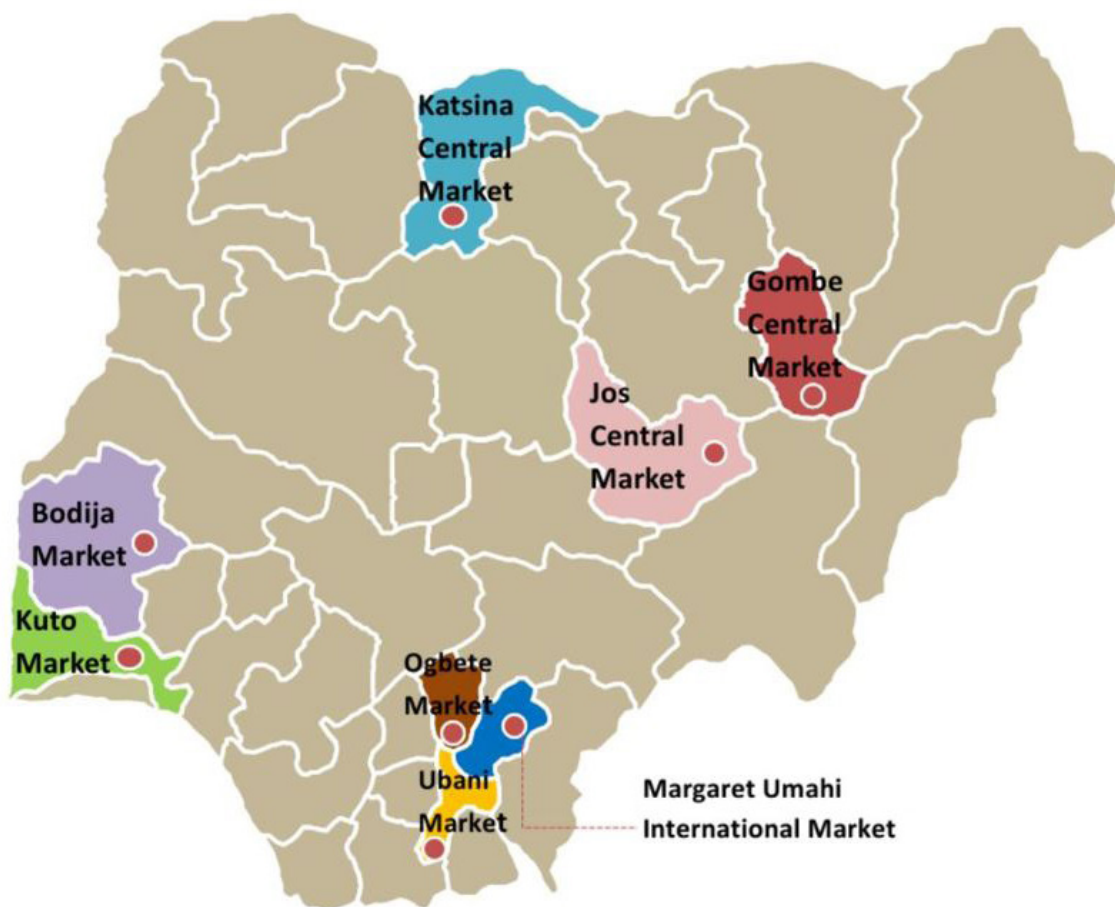 Katsina
Central
Market
Gombe
Central
Market
Jos
Central
Market
Bodija
Market
Kuto
Market
Ogbete
Market
Ubani
Market
Margaret Umahi
International Market